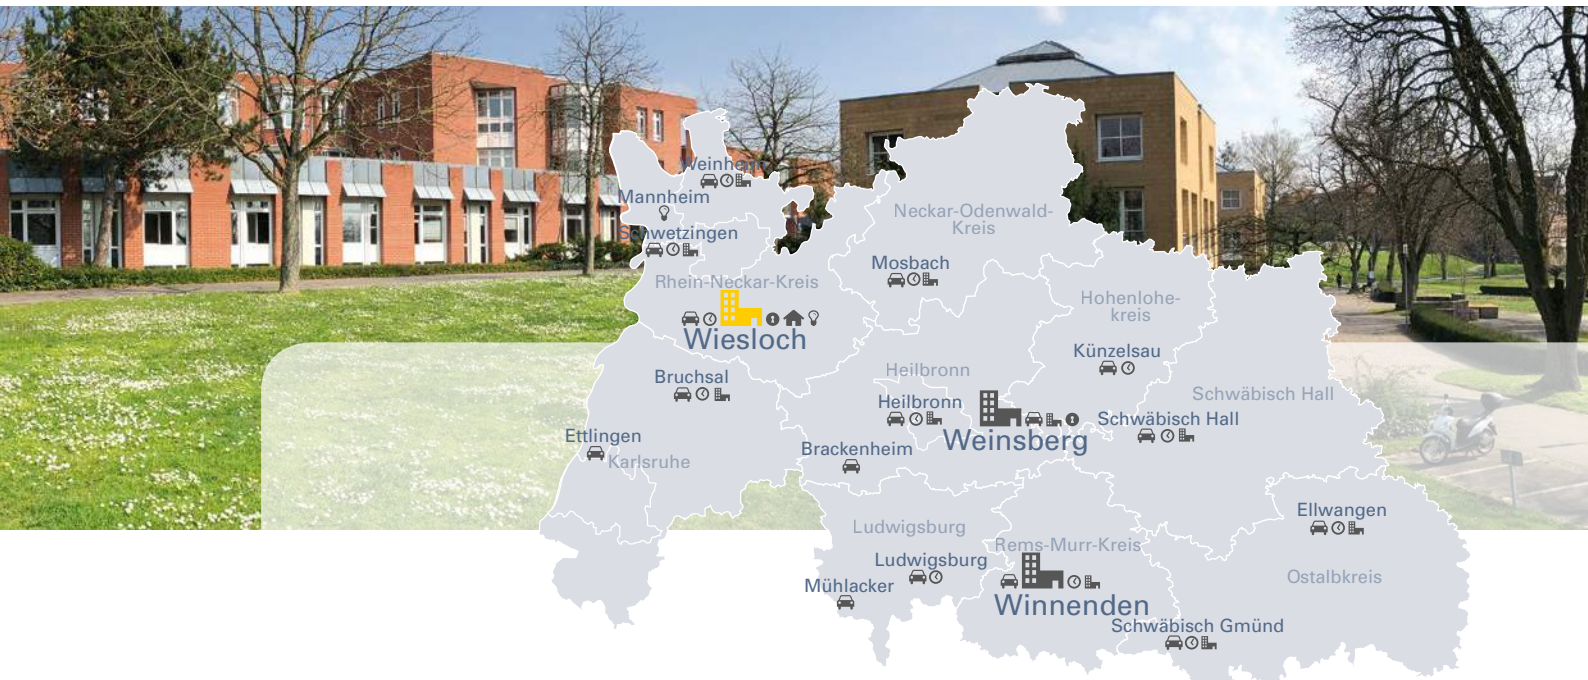 Weinheim
Mannheim
Schwetzingen
Neckar-Odenwald-
Kreis
Mosbach
Rhein-Neckar-Kreis
Wiesloch
Hohenlohe-
kreis
Künzelsau
Bruchsal
Heilbronn
Heilbronn
Schwäbisch Hall
Schwäbisch Hall
Weinsberg
Ettlingen
Karlsruhe
Brackenheim
Ellwangen
Ludwigsburg
Rems-Murr-Kreis
Ludwigsburg
Ostalbkreis
Mühlacker
Winnenden
Schwäbisch Gmünd